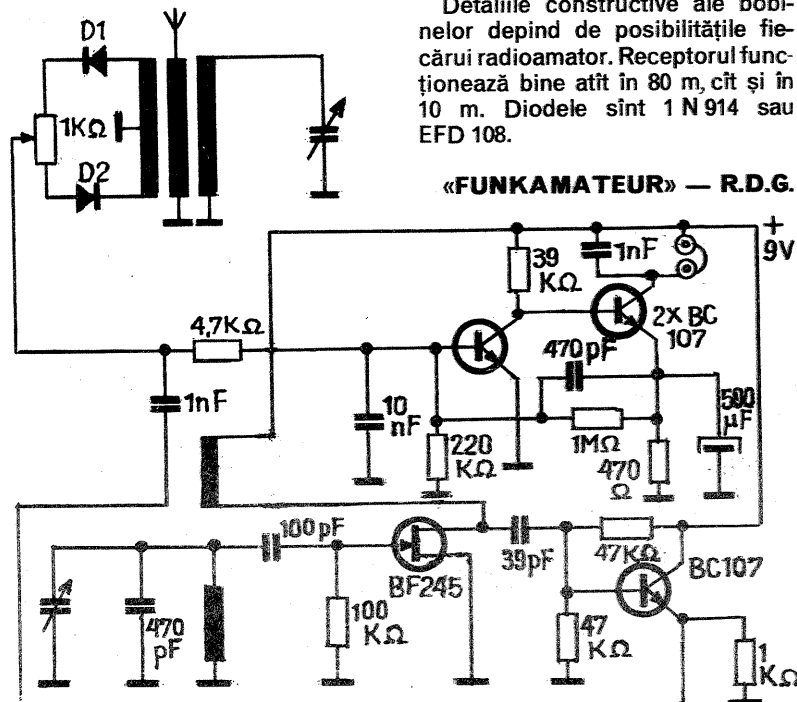 Detaliile constructive ale bobi-
nelor depind de posibilitățile fie-
cărui radioamator. Receptorul func-
ționează bine atît în 80 m, cît și în
10 m. Diodele sînt 1 N 914 sau
EFD 108.
«FUNKAMATEUR» — R.D.G.
D1
1KΩ
D2
+
9V
39
KΩ
1nF
2x BC
107
4,7KΩ
470pF
1nF
10
nF
500
µF
220
KΩ
1MΩ
470
Ω
100pF
39pF
47KΩ
BC107
BF245
470
pF
100
KΩ
47
KΩ
1
KΩ